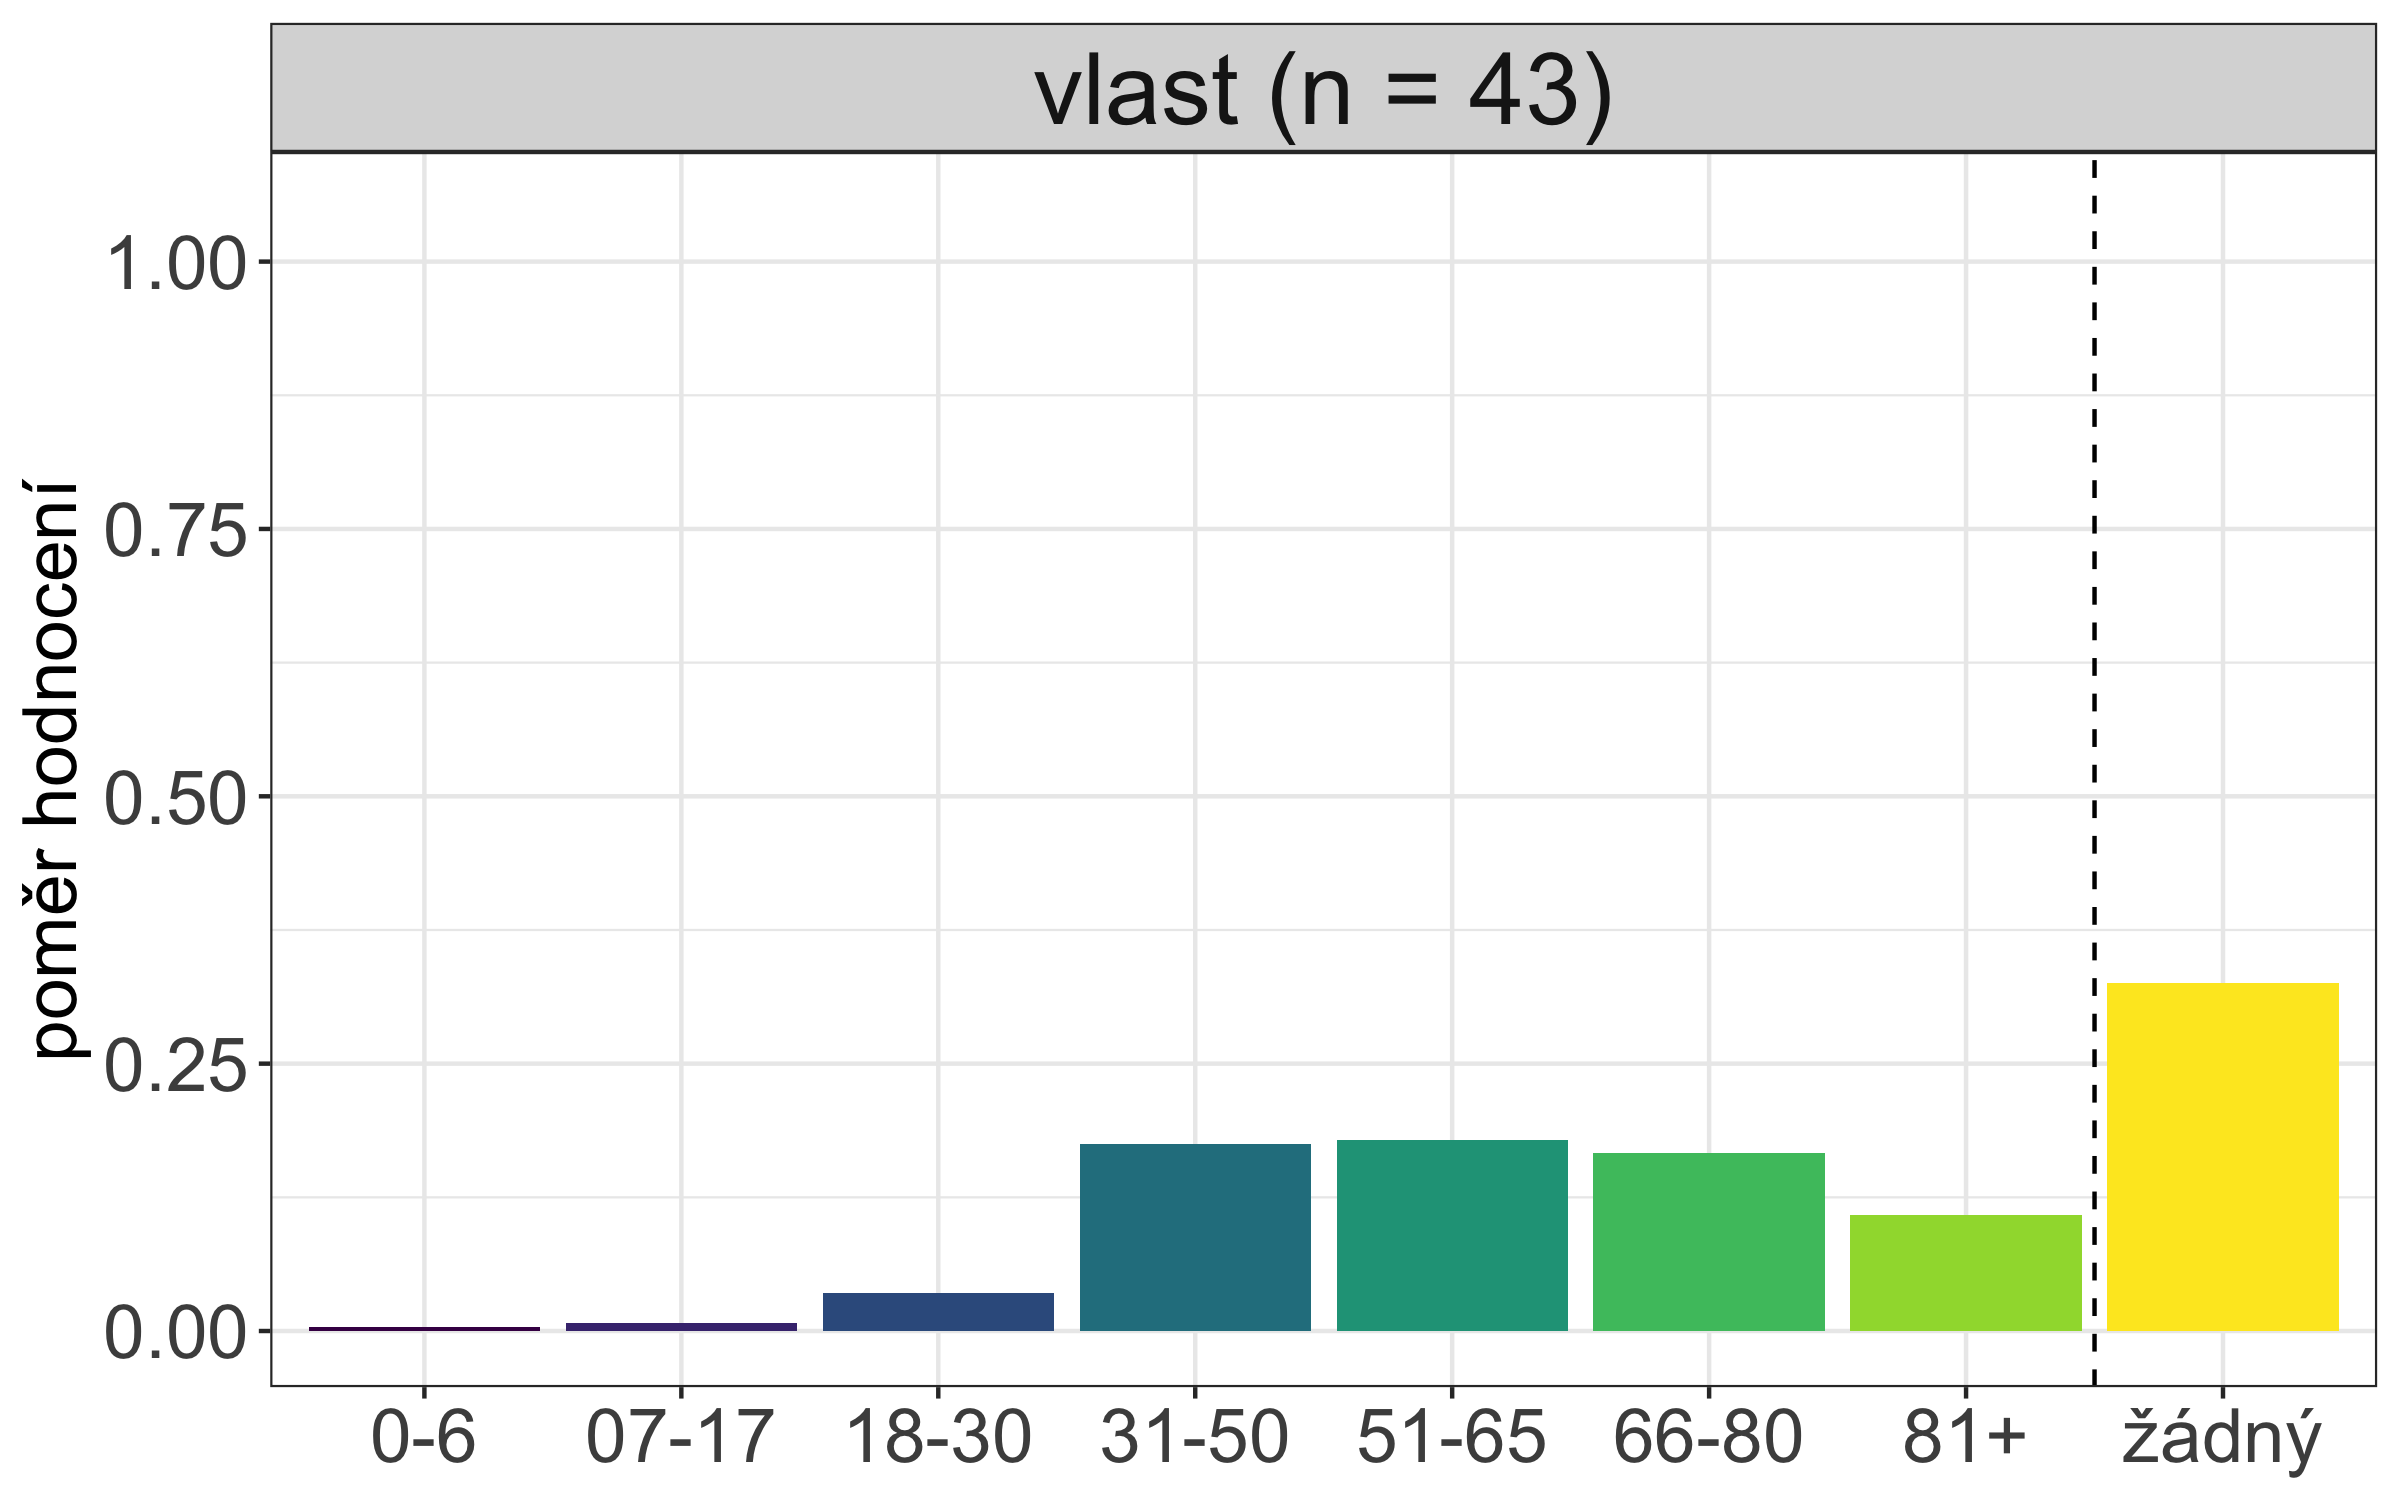 vlast (n = 43)
poměr hodnocení
1.00
0.75
0.50
0.25
0.00
0-6 07-17 18-30 31-50 51-65 66-80 81+ žádný